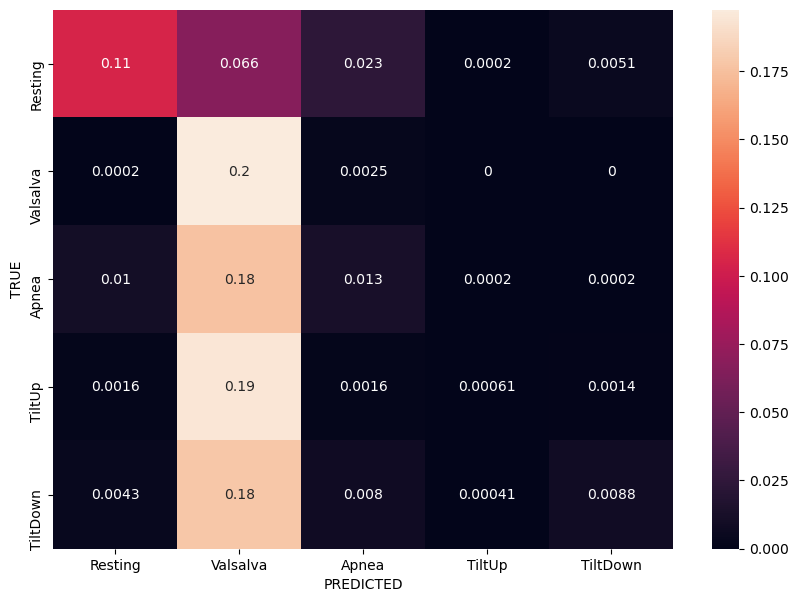 Resting 0.11 0.066 0.023 0.0002 0.0051
Valsalva 0.0002 0.2 0.0025 0 0
Apnea 0.01 0.18 0.013 0.0002 0.0002
TiltUp 0.0016 0.19 0.0016 0.00061 0.0014
TiltDown 0.0043 0.18 0.008 0.00041 0.0088
TRUE
Resting Valsalva Apnea TiltUp TiltDown
PREDICTED
0.175
0.150
0.125
0.100
0.075
0.050
0.025
0.000